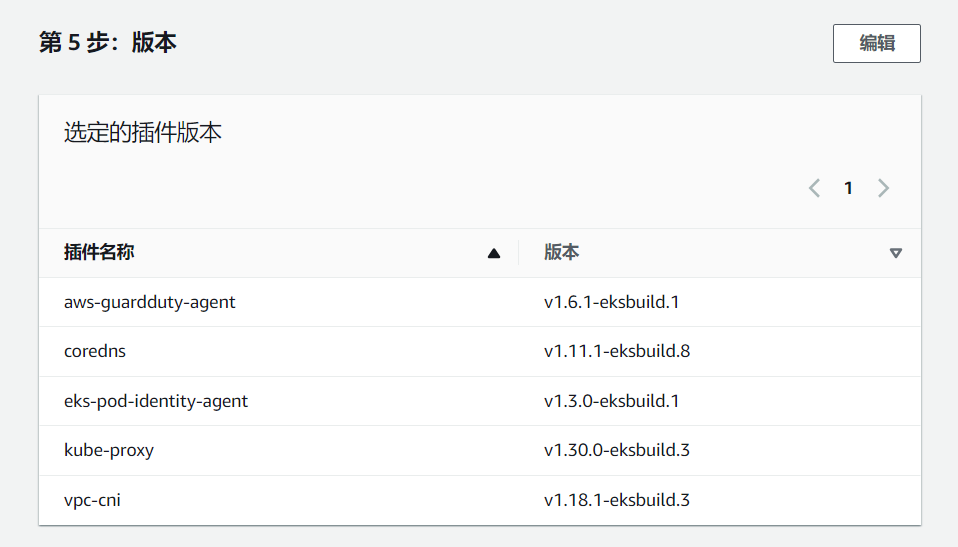 第 5 步：版本
编辑
选定的插件版本
1
插件名称 版本
aws-guardduty-agent v1.6.1-eksbuild.1
coredns v1.11.1-eksbuild.8
eks-pod-identity-agent v1.3.0-eksbuild.1
kube-proxy v1.30.0-eksbuild.3
vpc-cni v1.18.1-eksbuild.3